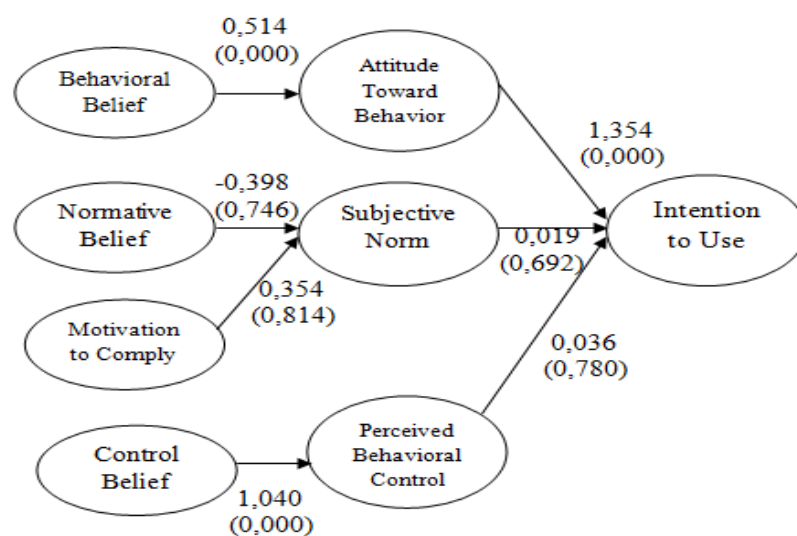 0,514
(0,000)
Behavioral
Belief
Attitude
Toward
Behavior
1,354
(0,000)
-0,398
(0,746)
Normative
Belief
Subjective
Norm
0,019
(0,692)
Intention
to Use
0,354
(0,814)
Motivation
to Comply
0,036
(0,780)
Control
Belief
1,040
(0,000)
Perceived
Behavioral
Control